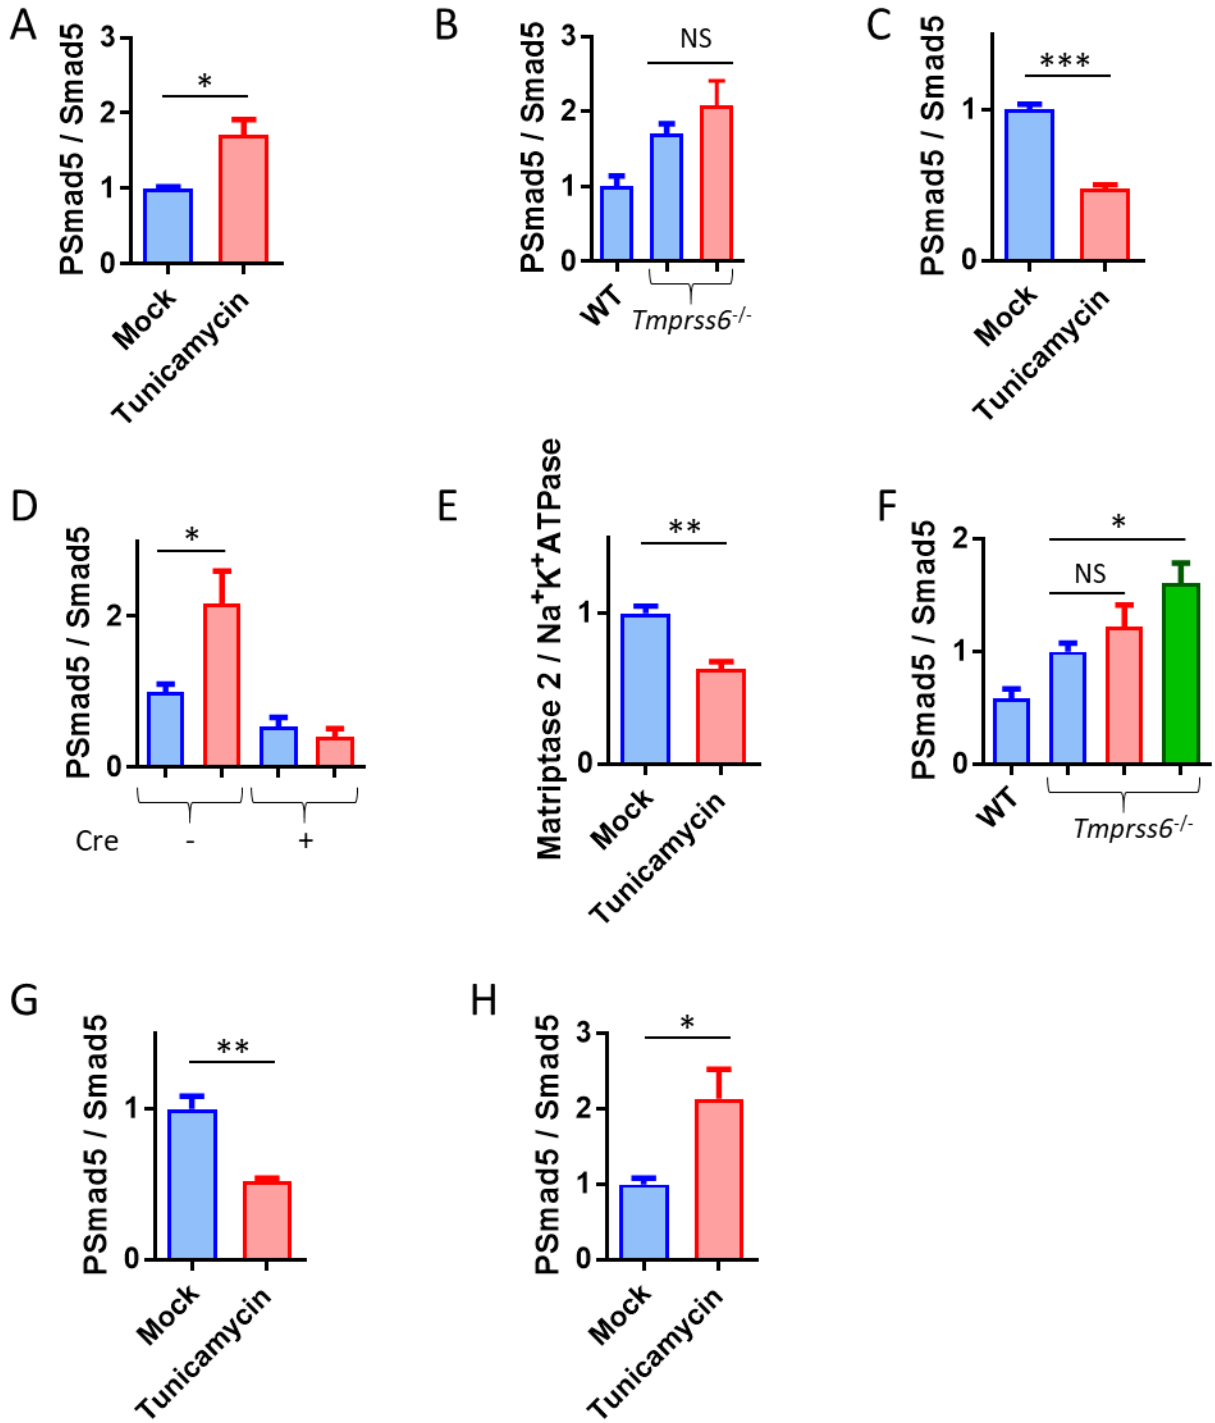 A
PSmad5 / Smad5
3
2
1
0
*
Mock
Tunicamycin
B
PSmad5 / Smad5
3
2
1
0
NS
WT
Tmprss6-/-
C
PSmad5 / Smad5
1
0
***
Mock
Tunicamycin
D
PSmad5 / Smad5
2
0
*
Cre - +
E
Matriptase 2 / Na+K+ATPase
1
0
**
Mock
Tunicamycin
F
PSmad5 / Smad5
2
1
0
*
NS
WT
Tmprss6-/-
G
PSmad5 / Smad5
1
0
**
Mock
Tunicamycin
H
PSmad5 / Smad5
3
2
1
0
*
Mock
Tunicamycin